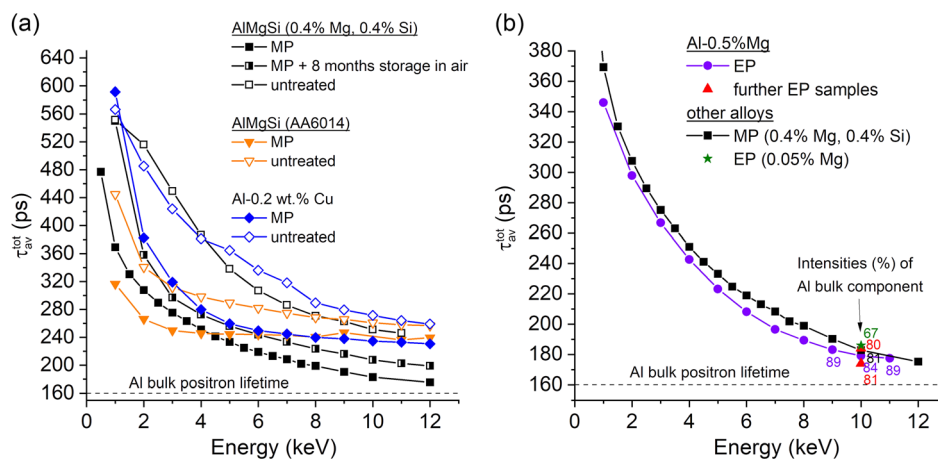 (a)
AlMgSi (0.4% Mg, 0.4% Si)
MP
MP + 8 months storage in air
untreated
AlMgSi (AA6014)
MP
untreated
Al-0.2 wt.% Cu
MP
untreated
640
600
560
520
480
440
400
360
320
280
240
200
160
τ_av^tot (ps)
Al bulk positron lifetime
0 2 4 6 8 10 12
Energy (keV)
(b)
Al-0.5%Mg
EP
further EP samples
other alloys
MP (0.4% Mg, 0.4% Si)
EP (0.05% Mg)
380
360
340
320
300
280
260
240
220
200
180
160
τ_av^tot (ps)
Intensities (%) of
Al bulk component
67
80
81
89
84
89
81
Al bulk positron lifetime
0 1 2 3 4 5 6 7 8 9 10 11 12
Energy (keV)